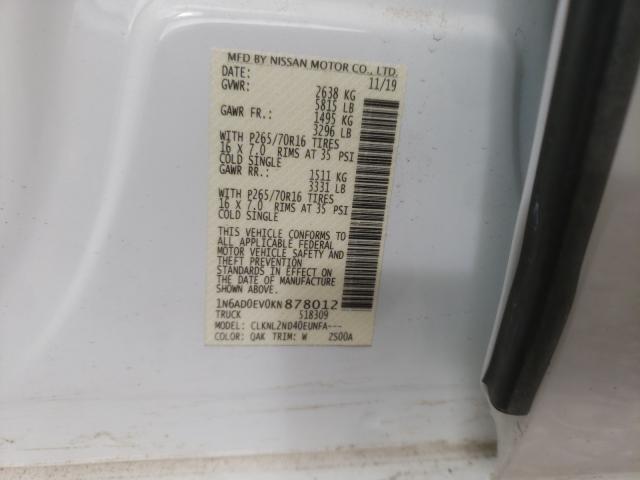 MFD BY NISSAN MOTOR CO., LTD.
DATE: 11/19
GVWR: 2638 KG
5815 LB
GAWR FR.: 1495 KG
3296 LB
WITH P265/70R16 TIRES
16 X 7.0 RIMS AT 35 PSI
COLD SINGLE
GAWR RR.: 1511 KG
3331 LB
WITH P265/70R16 TIRES
16 X 7.0 RIMS AT 35 PSI
COLD SINGLE
THIS VEHICLE CONFORMS TO
ALL APPLICABLE FEDERAL
MOTOR VEHICLE SAFETY AND
THEFT PREVENTION
STANDARDS IN EFFECT ON
THE DATE OF MANUFACTURE
SHOWN ABOVE.
1N6AD0EV0KN878012
TRUCK 518309
MODEL: CLKNL2ND40EUNFA---
COLOR: QAK TRIM: W 2S00A